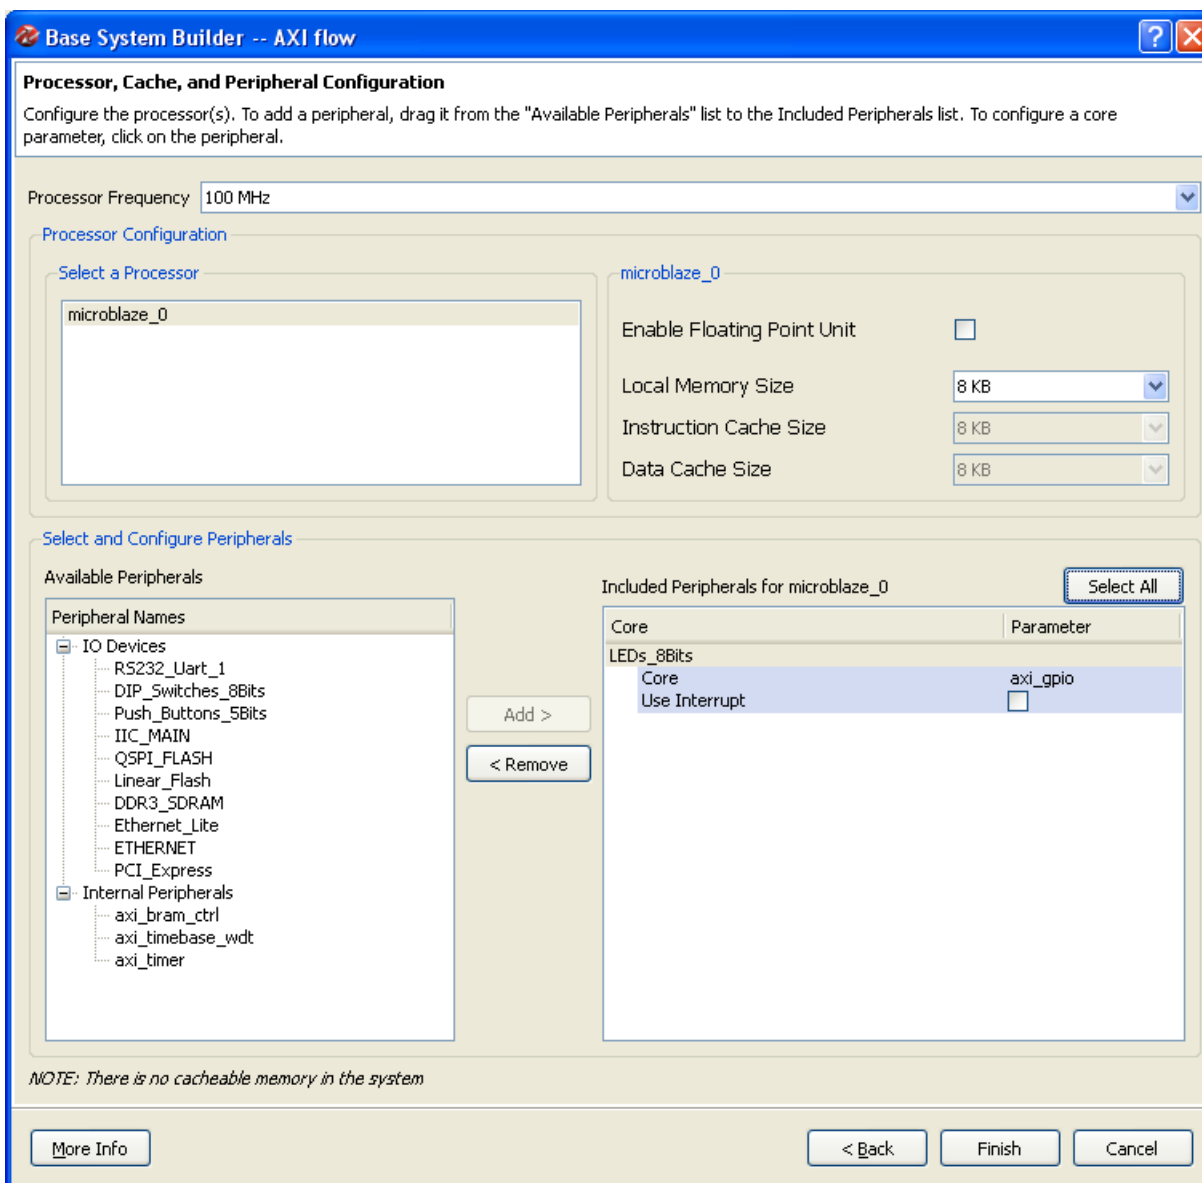 Base System Builder -- AXI flow
?
Processor, Cache, and Peripheral Configuration
Configure the processor(s). To add a peripheral, drag it from the "Available Peripherals" list to the Included Peripherals list. To configure a core
parameter, click on the peripheral.
Processor Frequency 100 MHz
Processor Configuration
Select a Processor
microblaze_0
microblaze_0
Enable Floating Point Unit
Local Memory Size 8 KB
Instruction Cache Size 8 KB
Data Cache Size 8 KB
Select and Configure Peripherals
Available Peripherals
Peripheral Names
IO Devices
RS232_Uart_1
DIP_Switches_8Bits
Push_Buttons_5Bits
IIC_MAIN
QSPI_FLASH
Linear_Flash
DDR3_SDRAM
Ethernet_Lite
ETHERNET
PCI_Express
Internal Peripherals
axi_bram_ctrl
axi_timebase_wdt
axi_timer
Add >
< Remove
Included Peripherals for microblaze_0
Select All
Core Parameter
LEDs_8Bits
Core axi_gpio
Use Interrupt
NOTE: There is no cacheable memory in the system
More Info
< Back
Finish
Cancel